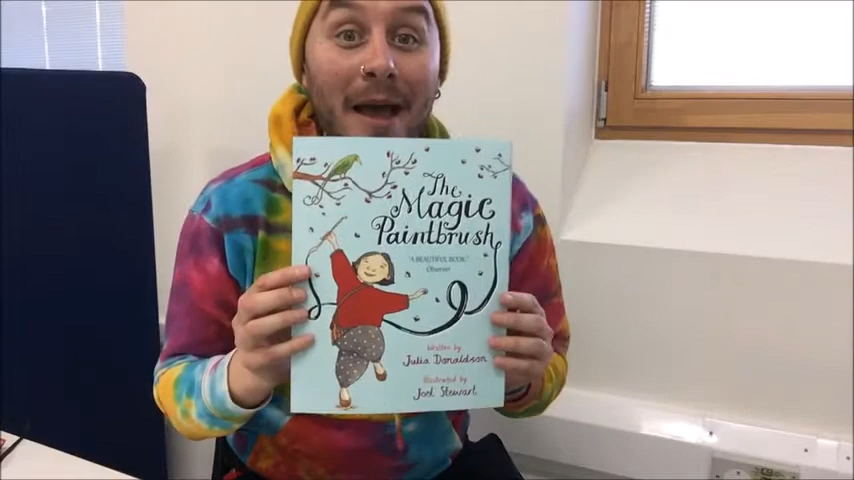 The
Magic
Paintbrush
'A BEAUTIFUL BOOK'
Observer
Written by
Julia Donaldson
Illustrated by
Joel Stewart